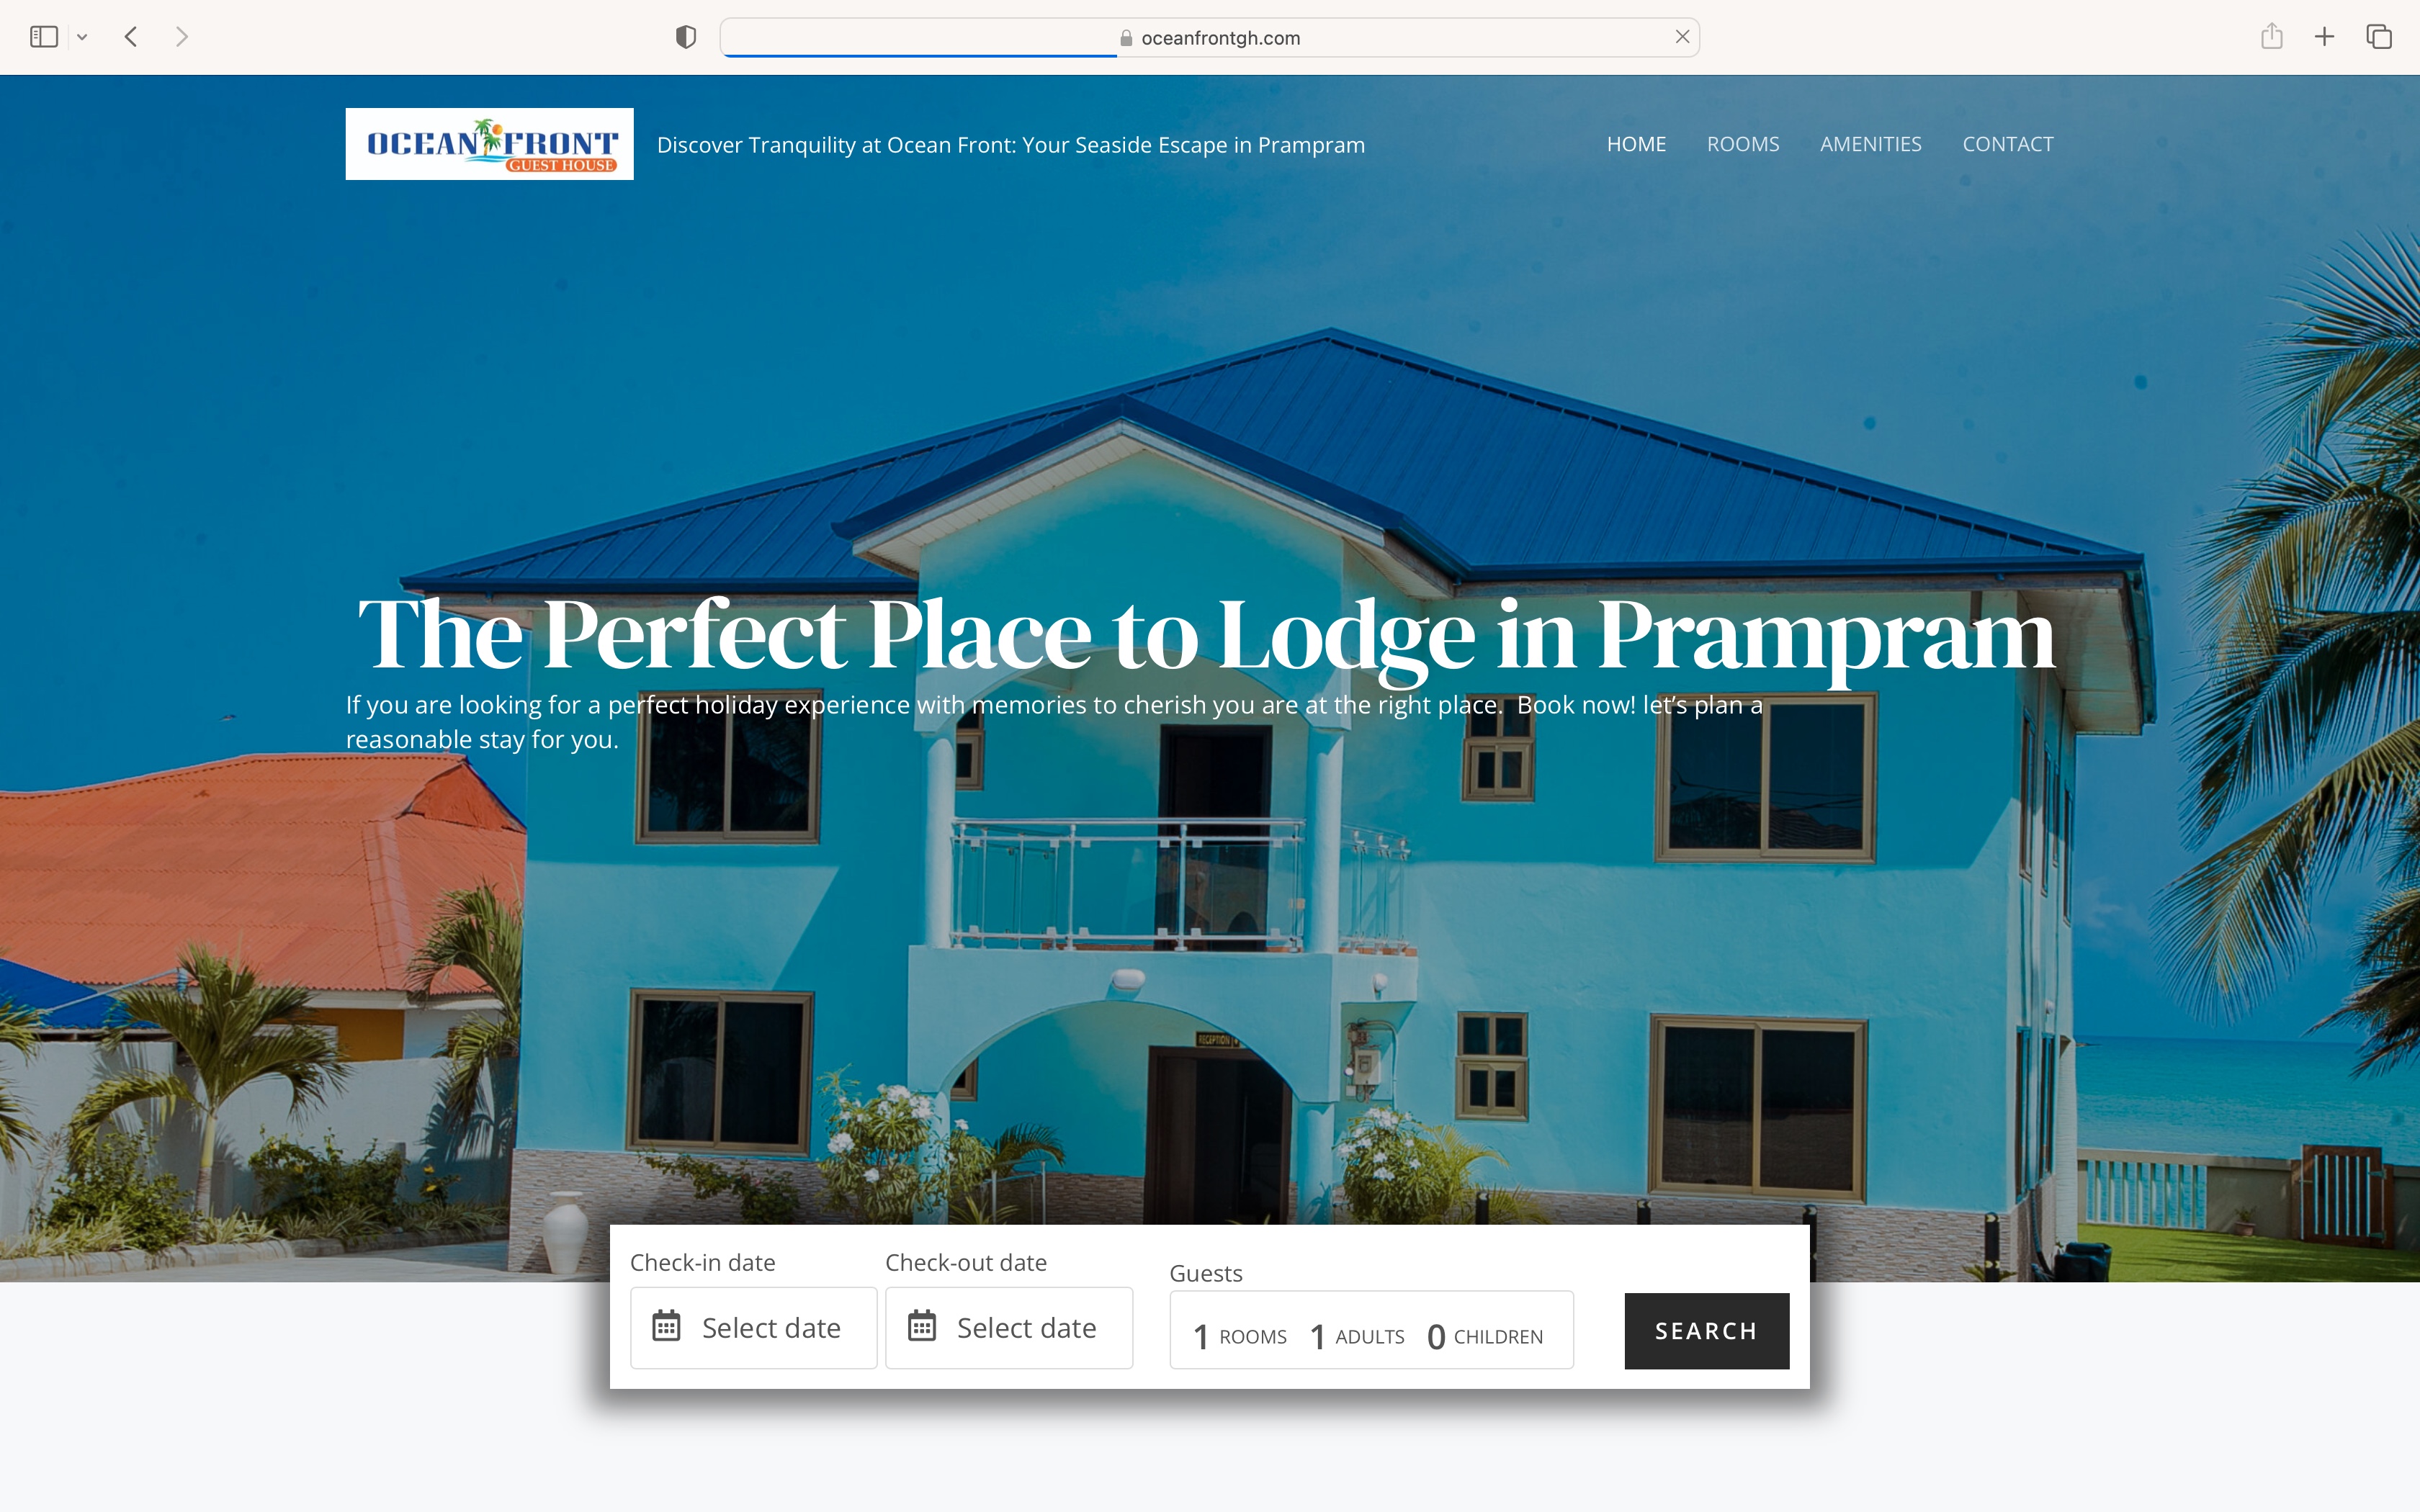 oceanfrontgh.com
OCEAN FRONT
GUEST HOUSE
Discover Tranquility at Ocean Front: Your Seaside Escape in Prampram
HOME ROOMS AMENITIES CONTACT
The Perfect Place to Lodge in Prampram
If you are looking for a perfect holiday experience with memories to cherish you are at the right place.  Book now! let’s plan a
reasonable stay for you.
RECEPTION
Check-in date Check-out date Guests
Select date Select date 1 ROOMS 1 ADULTS 0 CHILDREN SEARCH